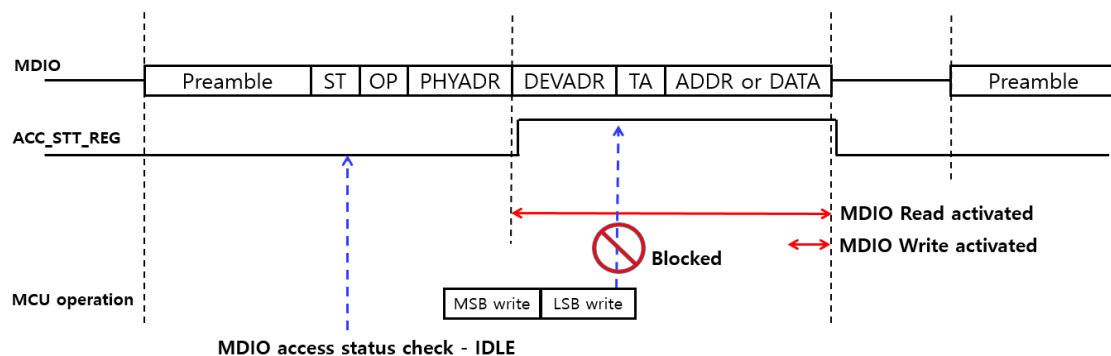 MDIO
Preamble ST OP PHYADR DEVADR TA ADDR or DATA Preamble
ACC_STT_REG
MDIO Read activated
MDIO Write activated
Blocked
MCU operation
MSB write LSB write
MDIO access status check - IDLE